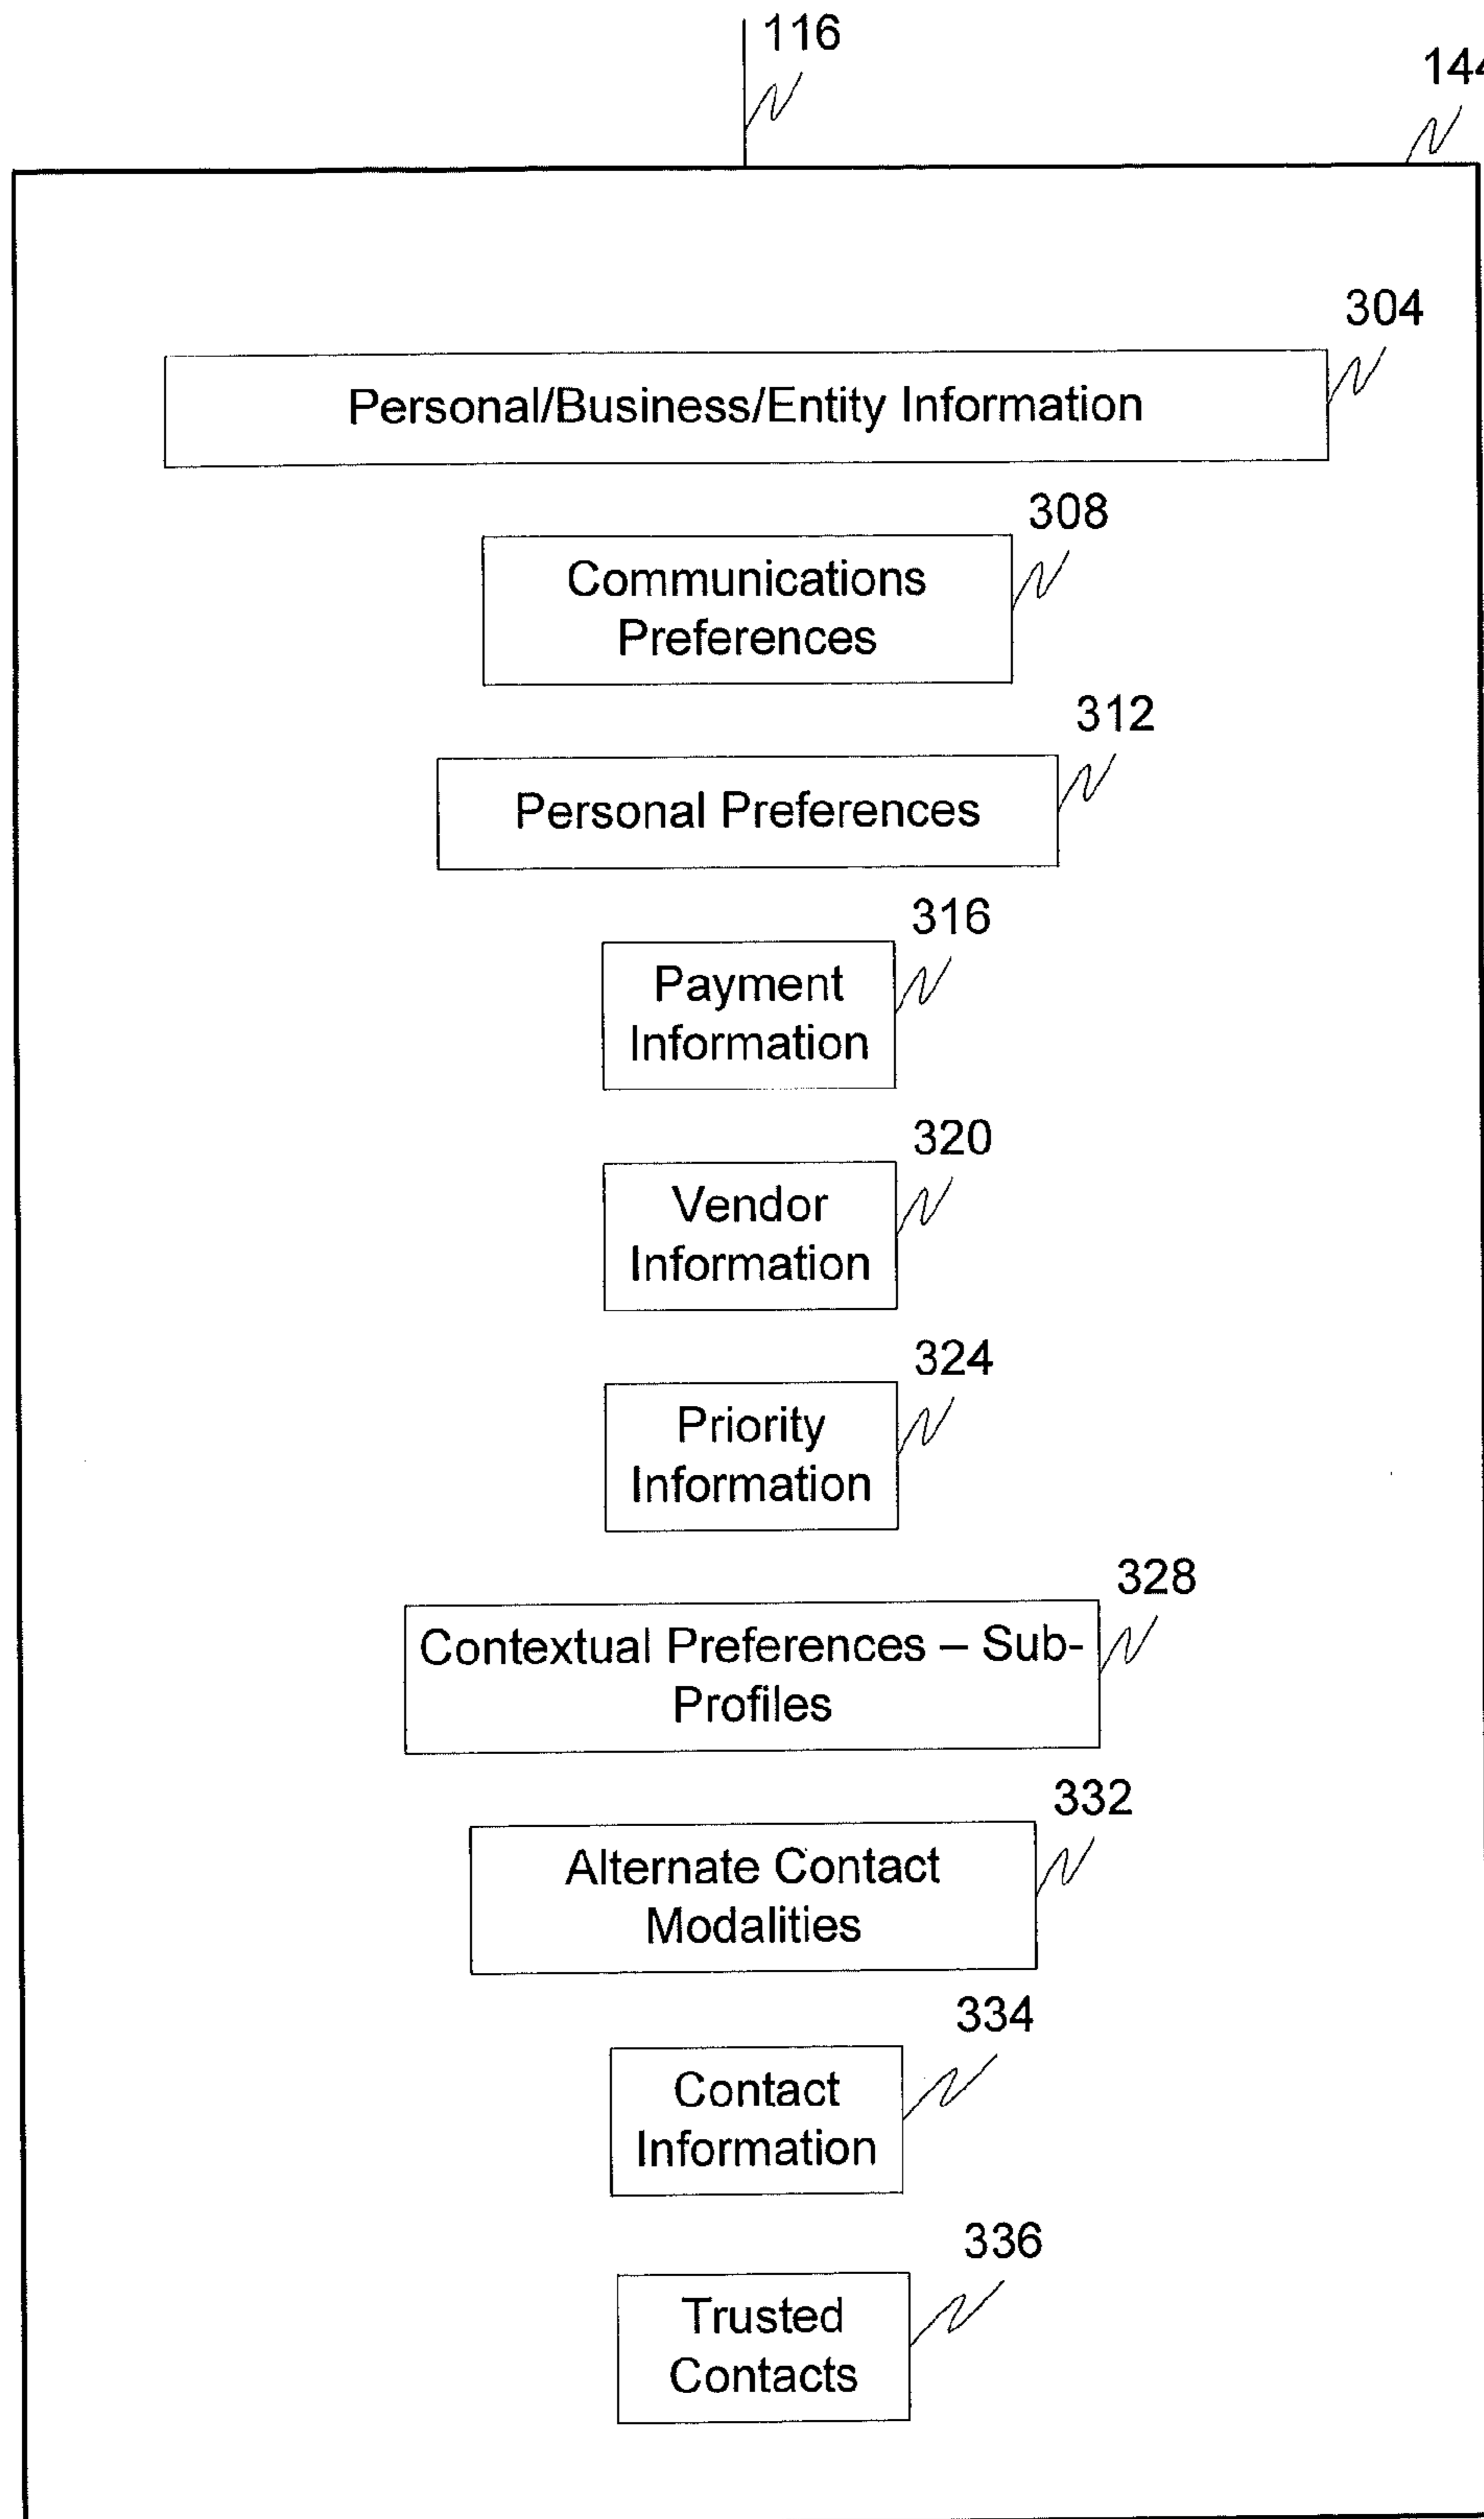 116
144
304
Personal/Business/Entity Information
308
Communications
Preferences
312
Personal Preferences
316
Payment
Information
320
Vendor
Information
324
Priority
Information
328
Contextual Preferences – Sub-
Profiles
332
Alternate Contact
Modalities
334
Contact
Information
336
Trusted
Contacts